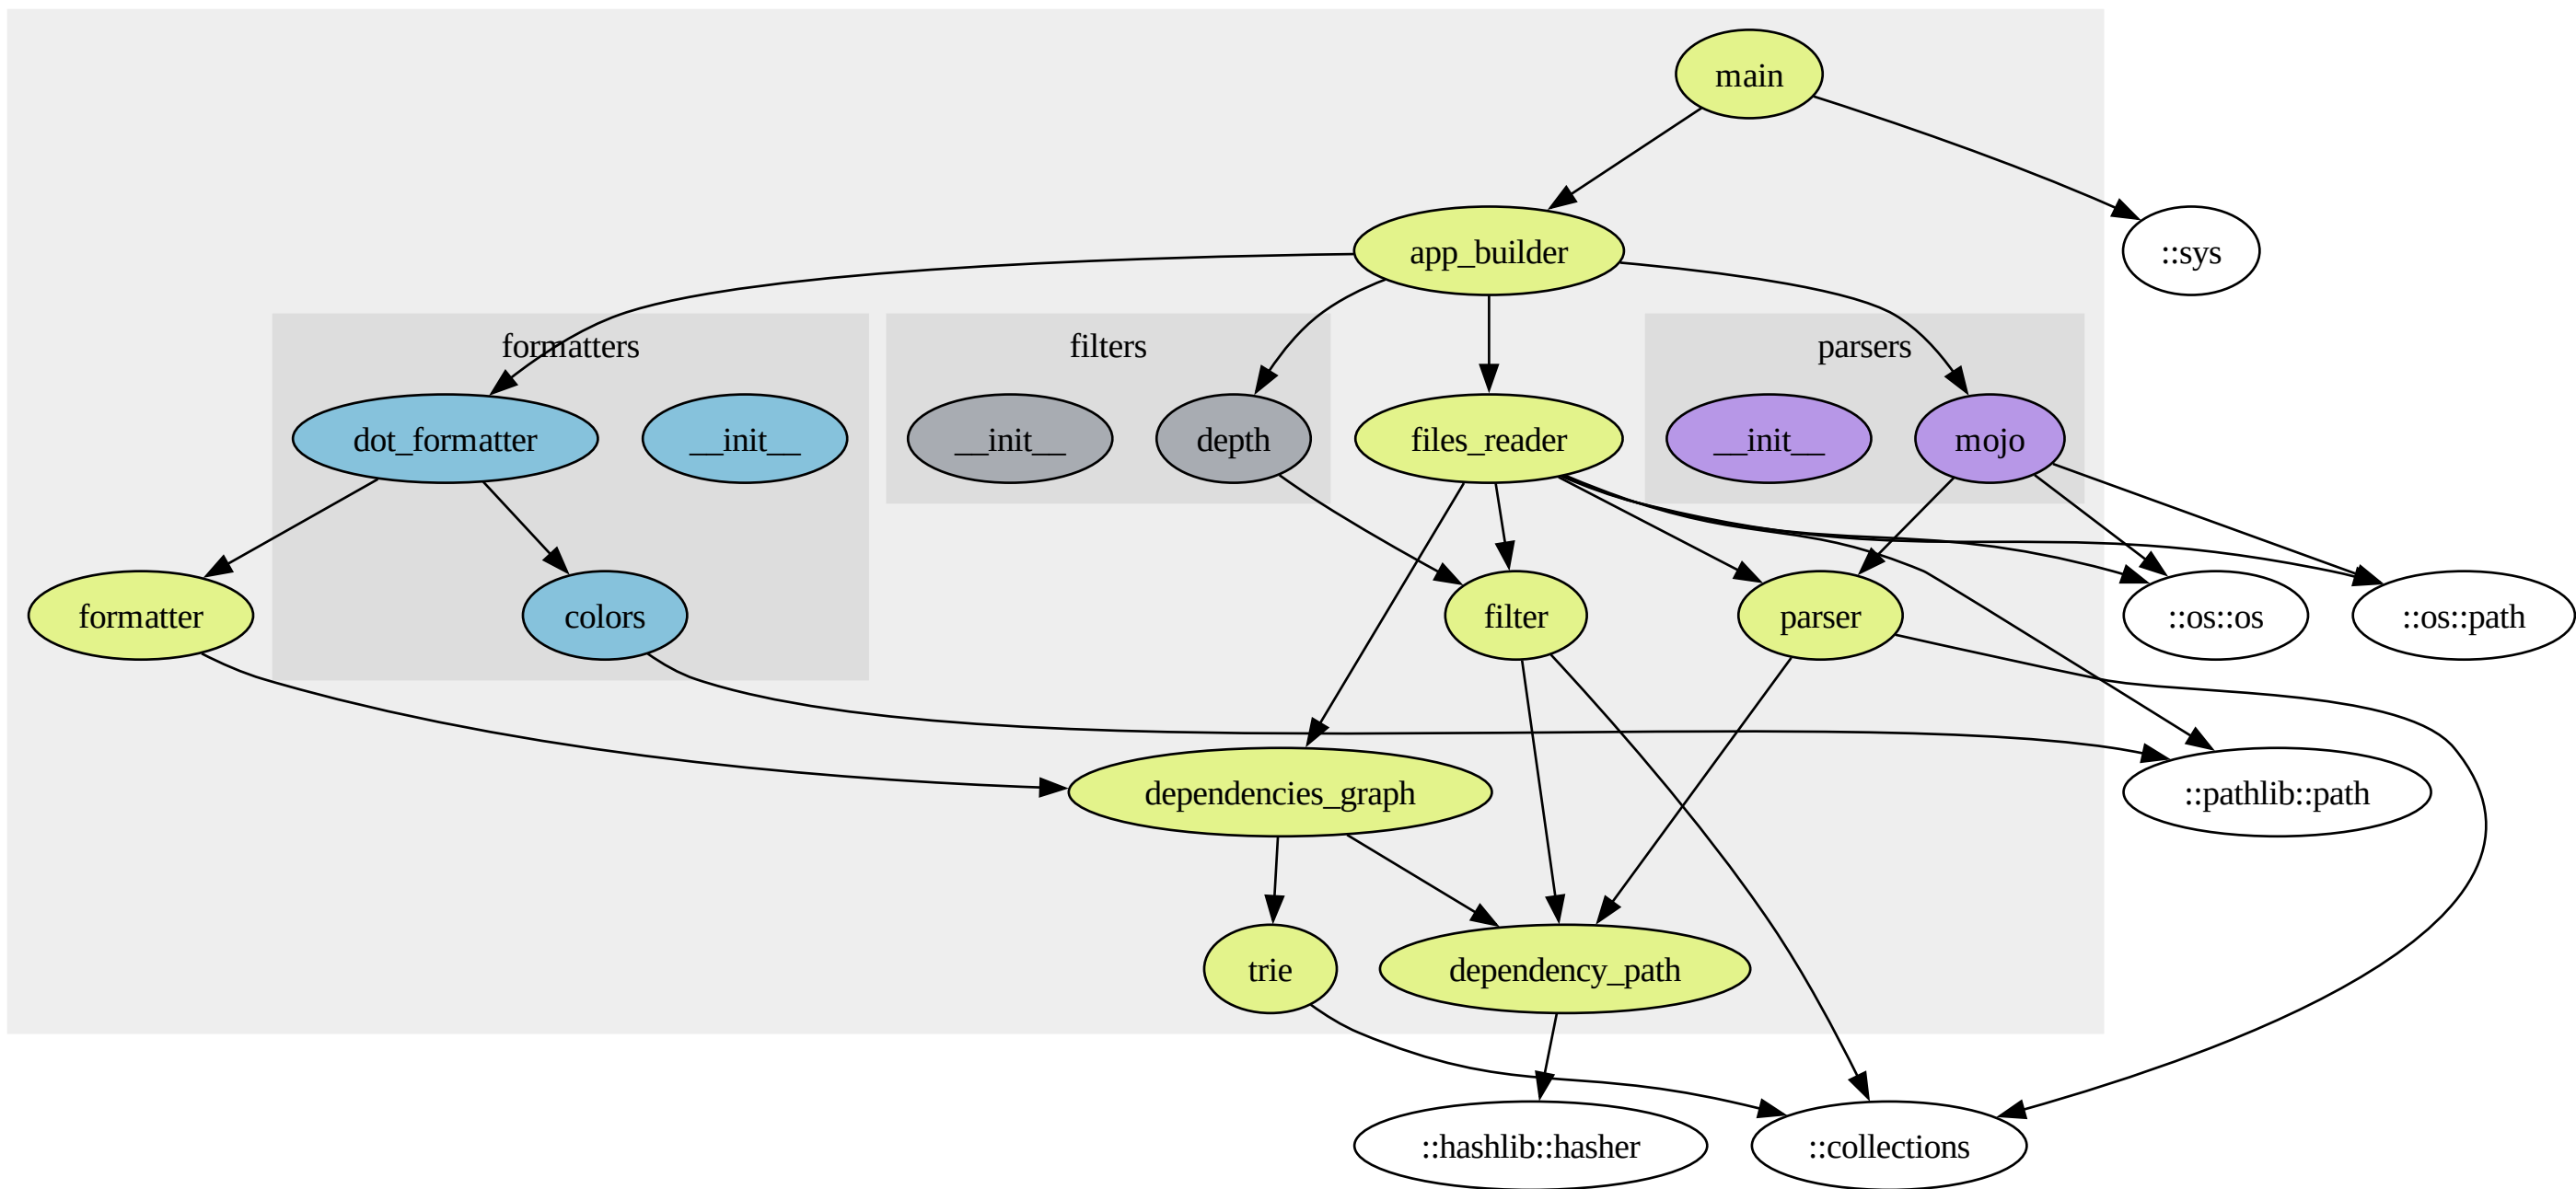 main
app_builder
::sys
formatters
filters
parsers
dot_formatter
__init__
__init__
depth
files_reader
__init__
mojo
formatter
colors
filter
parser
::os::os
::os::path
dependencies_graph
::pathlib::path
trie
dependency_path
::hashlib::hasher
::collections